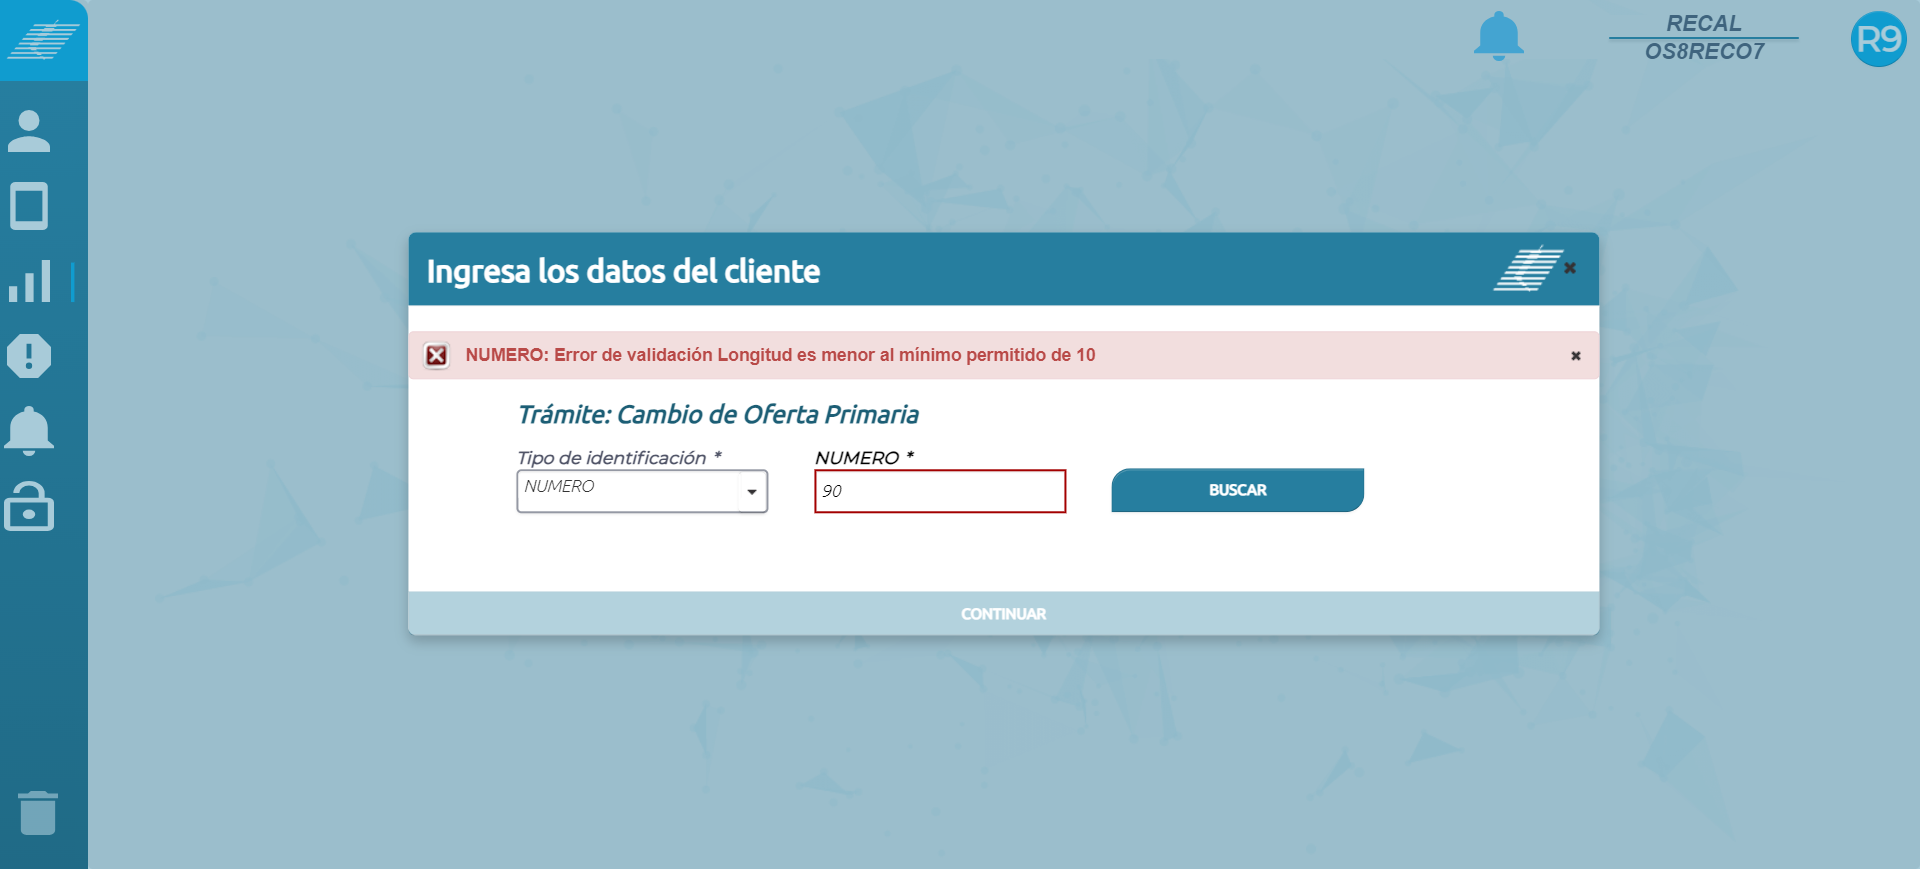 RECAL
OS8RECO7
R9
Ingresa los datos del cliente
NUMERO: Error de validación Longitud es menor al mínimo permitido de 10
Trámite: Cambio de Oferta Primaria
Tipo de identificación *
NUMERO *
NUMERO
90
BUSCAR
CONTINUAR